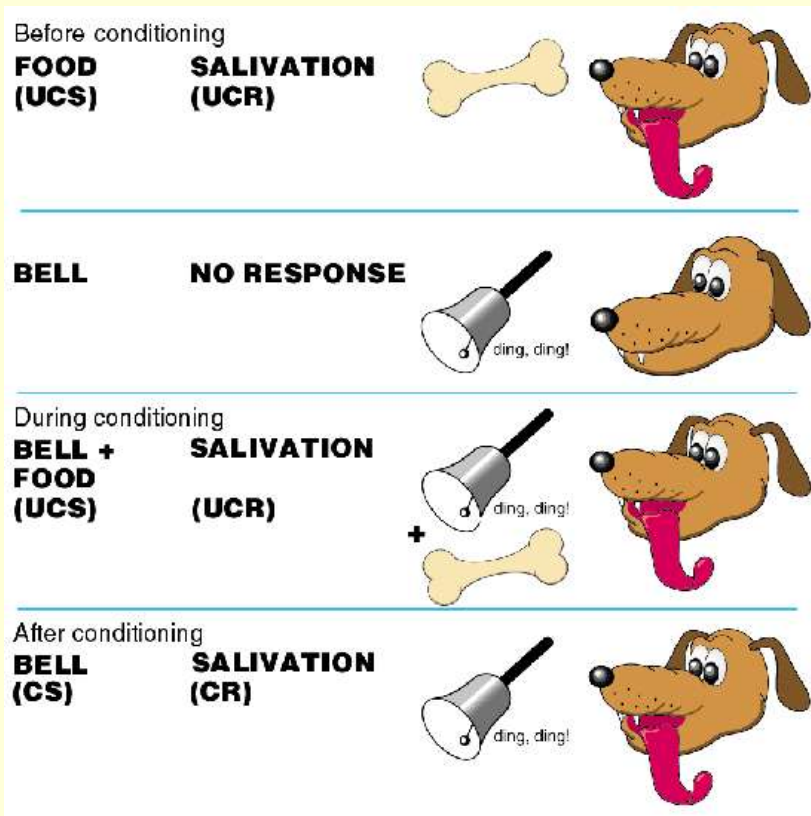 Before conditioning
FOOD SALIVATION
(UCS) (UCR)
BELL NO RESPONSE
ding, ding!
During conditioning
BELL + SALIVATION
FOOD
(UCS) (UCR)
ding, ding!
+
After conditioning
BELL SALIVATION
(CS) (CR)
ding, ding!